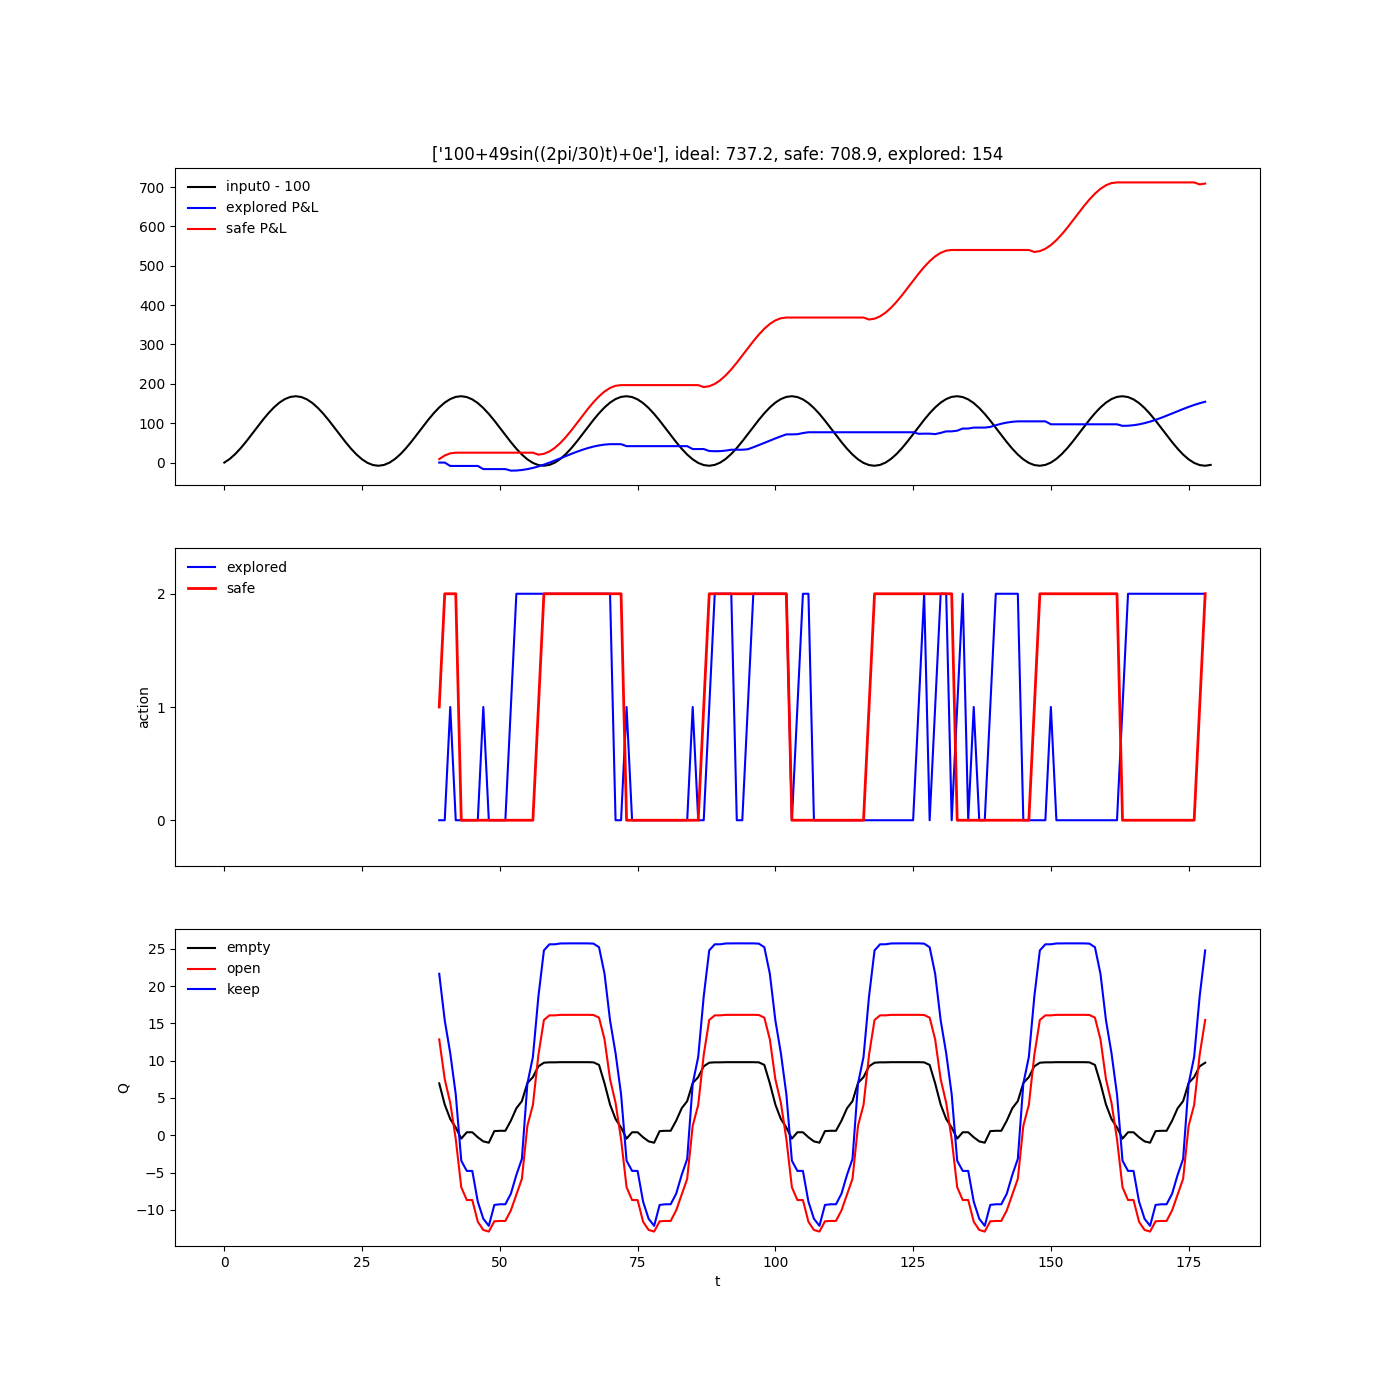 ['100+49sin((2pi/30)t)+0e'], ideal: 737.2, safe: 708.9, explored: 154
input0 - 100
explored P&L
safe P&L
700
600
500
400
300
200
100
0
explored
safe
action
2
1
0
empty
open
keep
Q
25
20
15
10
5
0
−5
−10
0 25 50 75 100 125 150 175
t